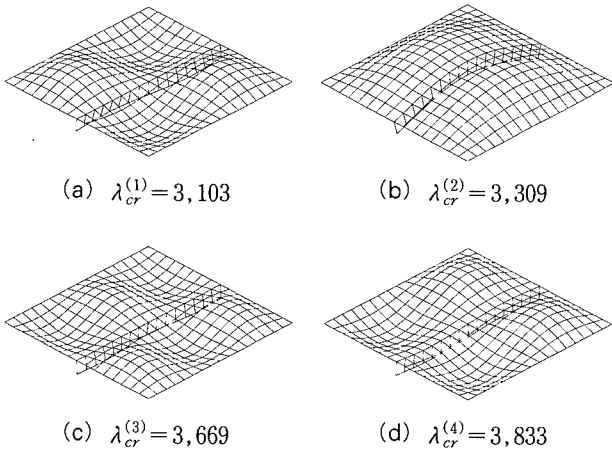 (a) λ_cr^(1) = 3,103
(b) λ_cr^(2) = 3,309
(c) λ_cr^(3) = 3,669
(d) λ_cr^(4) = 3,833